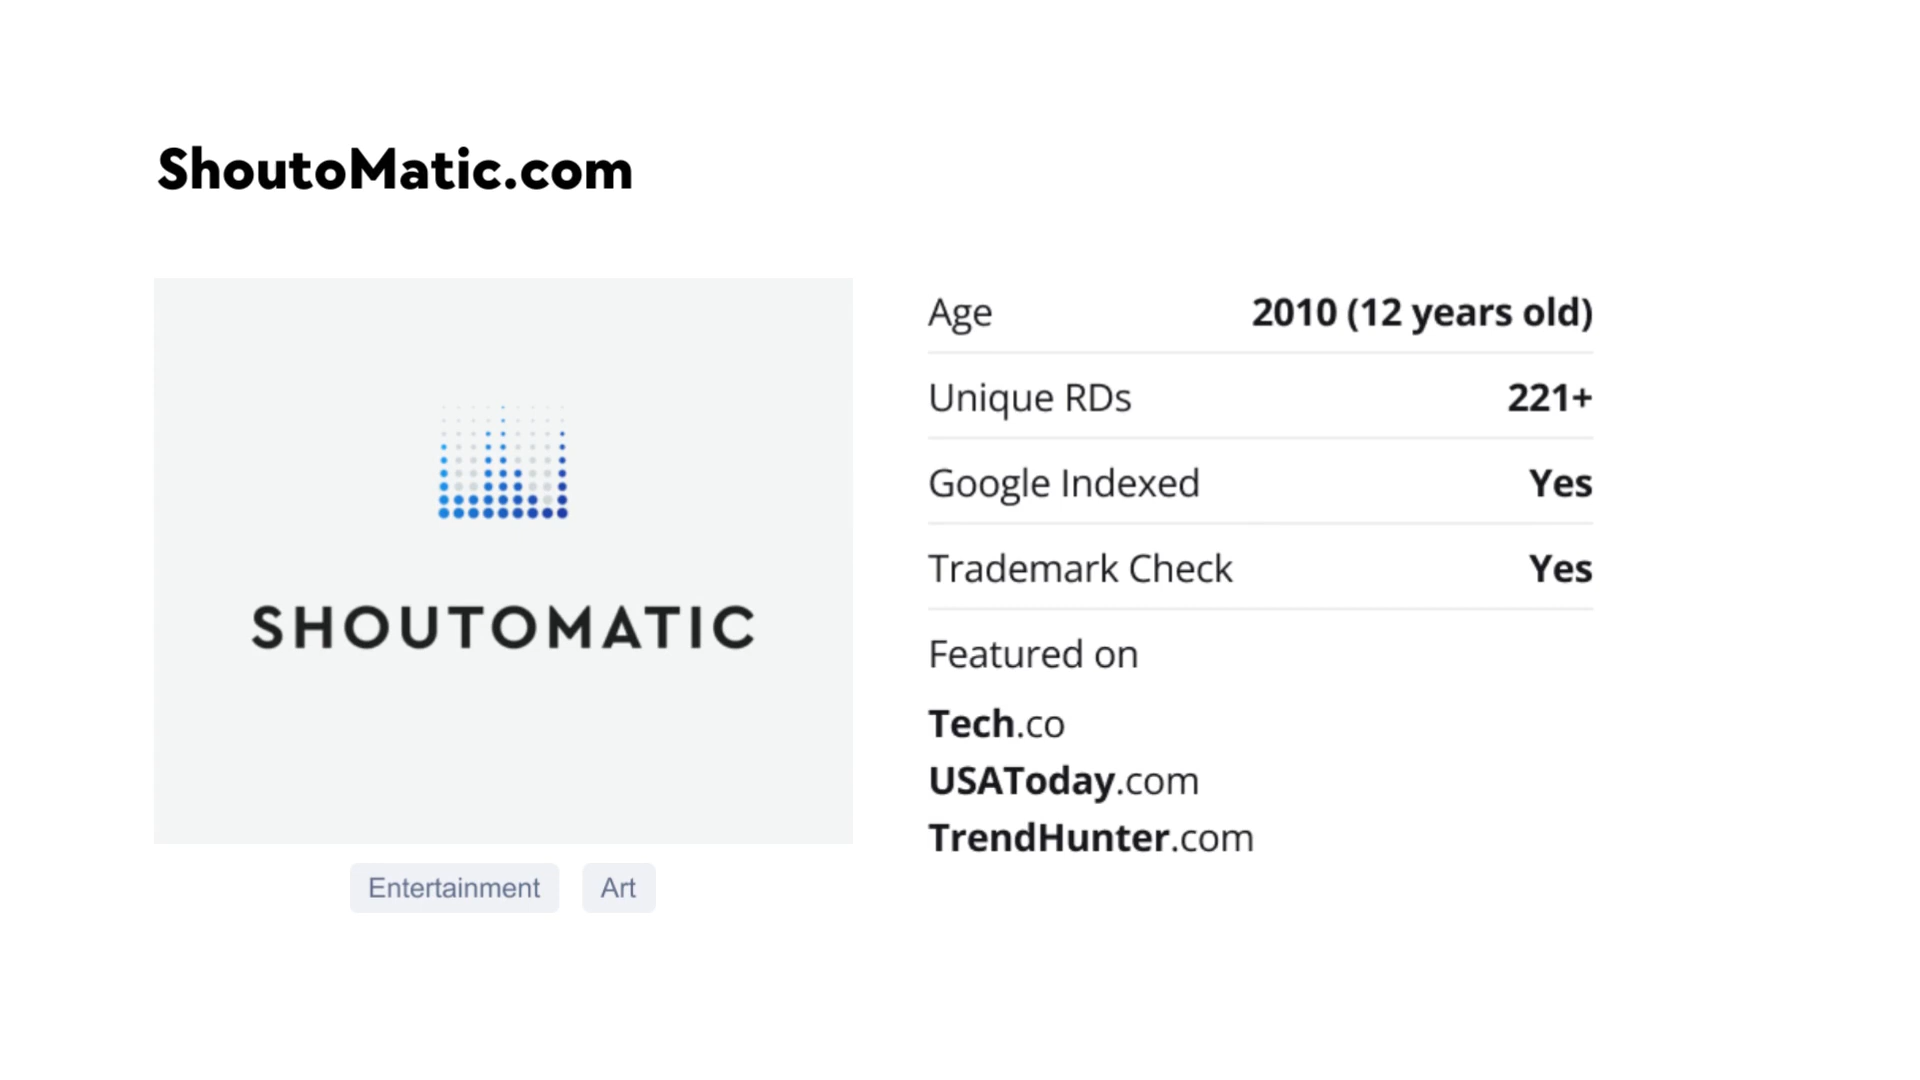 ShoutoMatic.com
SHOUTOMATIC
Entertainment
Art
Age 2010 (12 years old)
Unique RDs 221+
Google Indexed Yes
Trademark Check Yes
Featured on
Tech.co
USAToday.com
TrendHunter.com